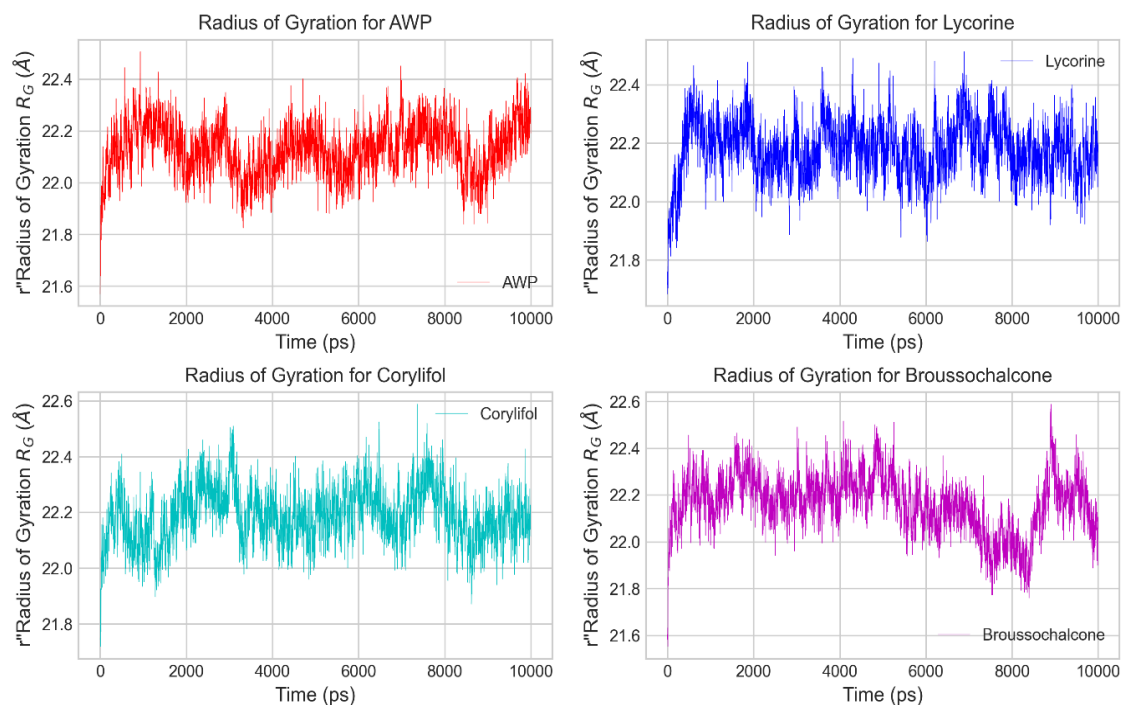 Radius of Gyration for AWP
r"Radius of Gyration R_G (Å)
22.4
22.2
22.0
21.8
21.6
AWP
0 2000 4000 6000 8000 10000
Time (ps)
Radius of Gyration for Lycorine
r"Radius of Gyration R_G (Å)
22.4
22.2
22.0
21.8
Lycorine
0 2000 4000 6000 8000 10000
Time (ps)
Radius of Gyration for Corylifol
r"Radius of Gyration R_G (Å)
22.6
22.4
22.2
22.0
21.8
Corylifol
0 2000 4000 6000 8000 10000
Time (ps)
Radius of Gyration for Broussochalcone
r"Radius of Gyration R_G (Å)
22.6
22.4
22.2
22.0
21.8
21.6
Broussochalcone
0 2000 4000 6000 8000 10000
Time (ps)